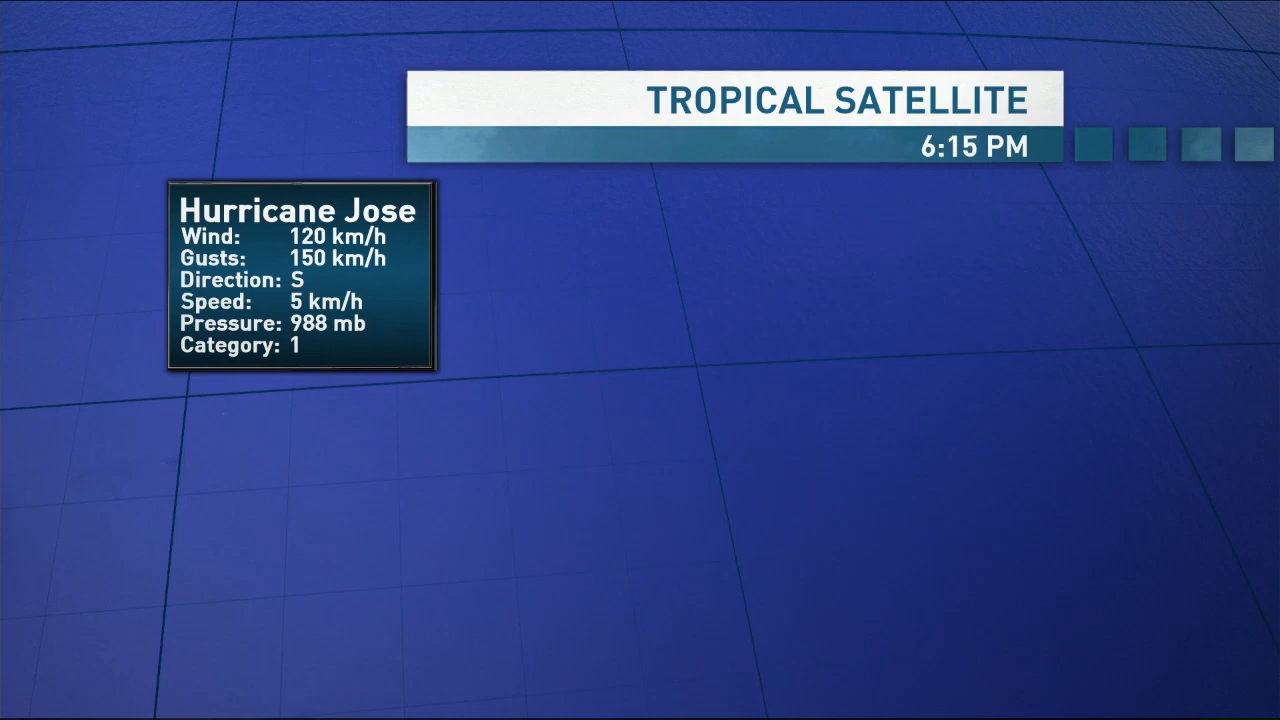 TROPICAL SATELLITE
6:15 PM
Hurricane Jose
Wind: 120 km/h
Gusts: 150 km/h
Direction: S
Speed: 5 km/h
Pressure: 988 mb
Category: 1